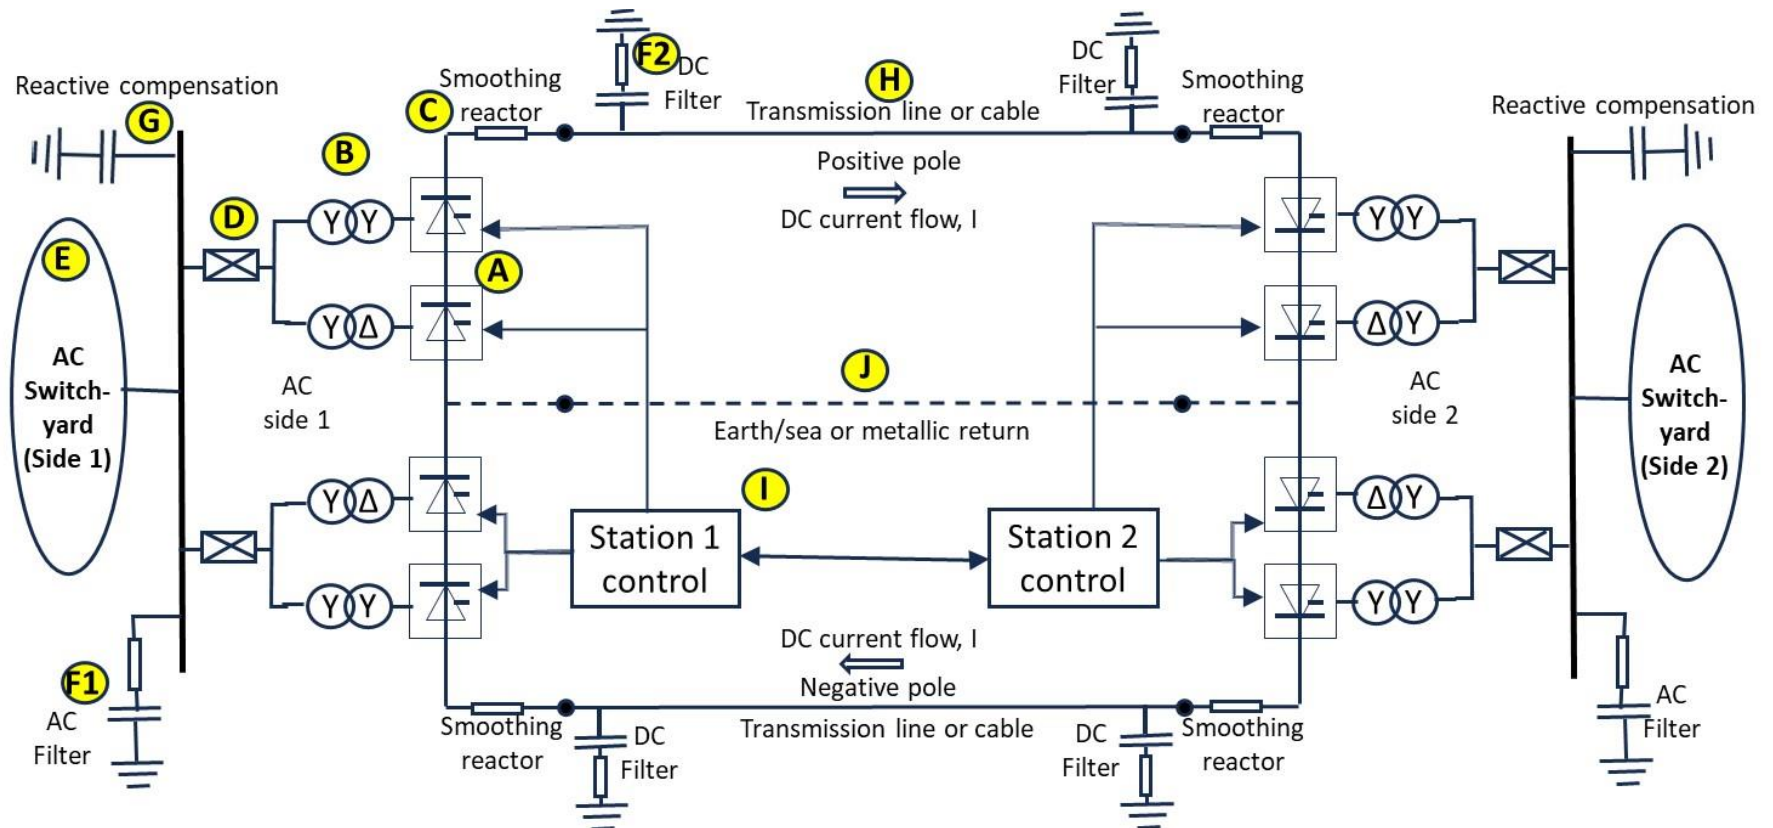 F2
DC
Filter
DC
Filter
Reactive compensation
G
C
Smoothing
reactor
H
Transmission line or cable
Smoothing
reactor
Reactive compensation
B
Positive pole
DC current flow, I
D
Y Y
Y Y
E
A
Y Δ
Δ Y
AC
Switch-
yard
(Side 1)
AC
side 1
J
Earth/sea or metallic return
AC
side 2
AC
Switch-
yard
(Side 2)
Y Δ
I
Station 1
control
Station 2
control
Δ Y
Y Y
Y Y
DC current flow, I
Negative pole
F1
AC
Filter
Smoothing
reactor
DC
Filter
Transmission line or cable
DC
Filter
Smoothing
reactor
AC
Filter